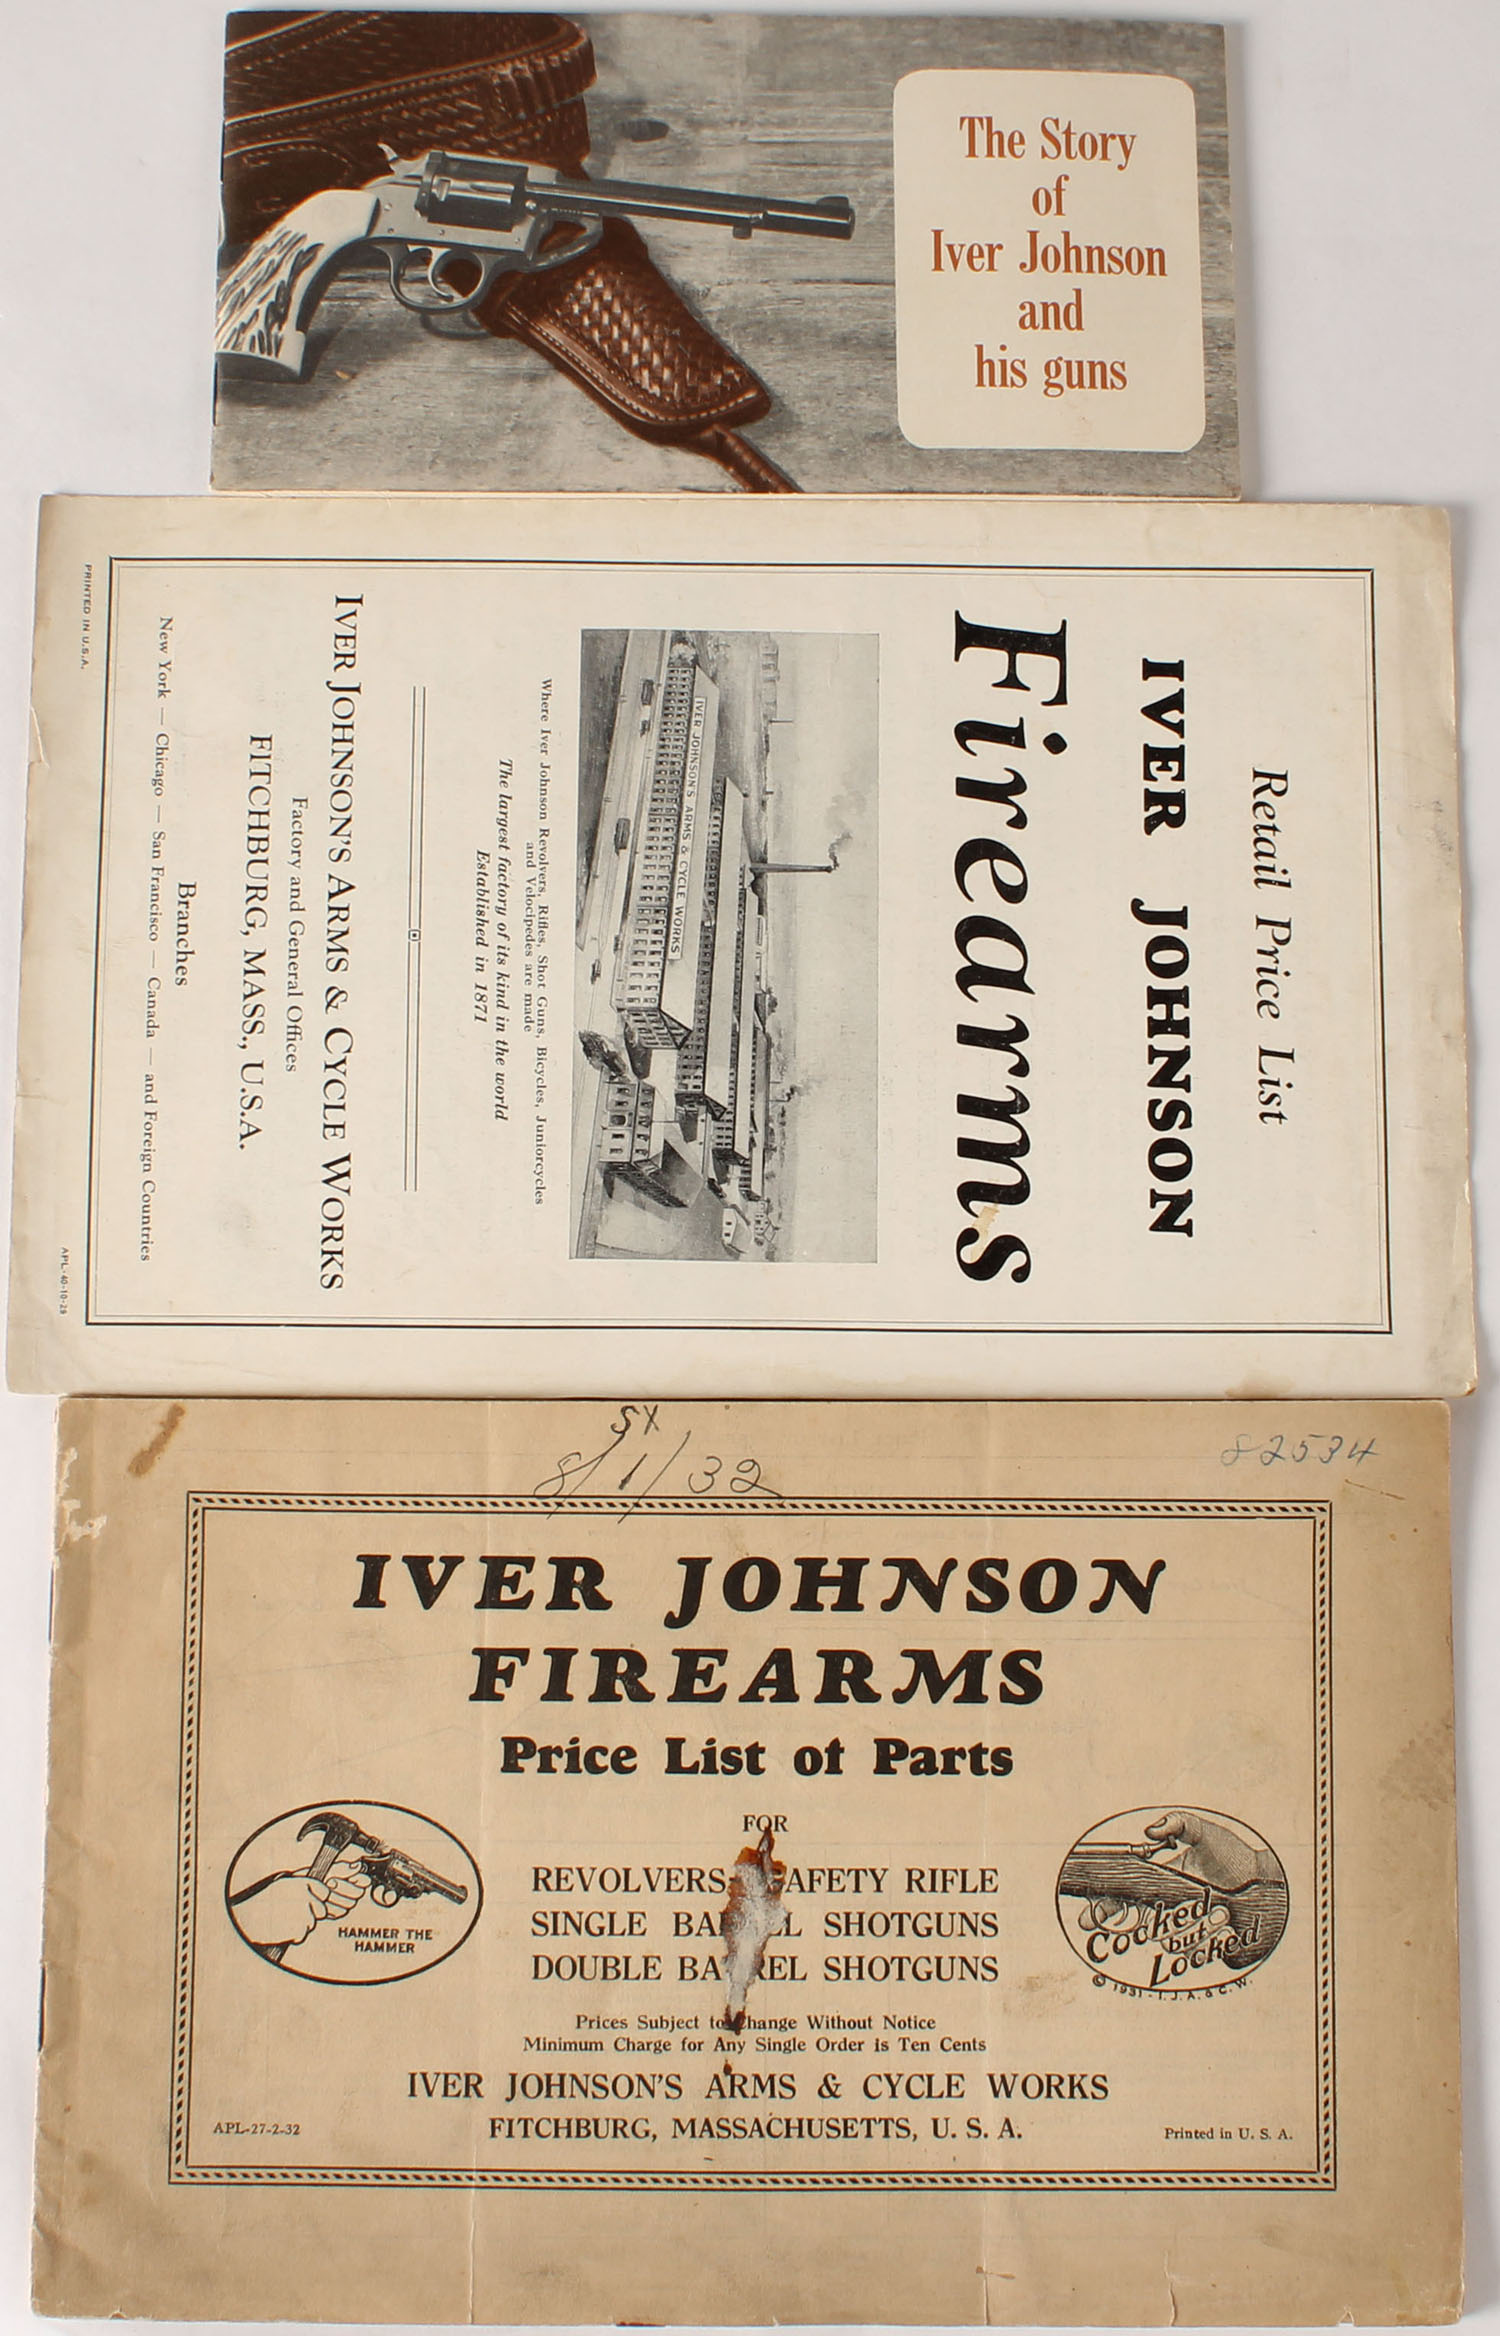 The Story
of
Iver Johnson
and
his guns
Retail Price List
IVER JOHNSON
Firearms
IVER JOHNSON'S ARMS & CYCLE WORKS
Where Iver Johnson Revolvers, Rifles, Shot Guns, Bicycles, Juniorcycles
and Velocipedes are made
The largest factory of its kind in the world
Established in 1871
IVER JOHNSON'S ARMS & CYCLE WORKS
Factory and General Offices
FITCHBURG, MASS., U.S.A.
Branches
New York — Chicago — San Francisco — Canada — and Foreign Countries
PRINTED IN U.S.A.
APL-40-10-29
SX
8/1/32
82534
IVER JOHNSON
FIREARMS
Price List of Parts
FOR
REVOLVERS AFETY RIFLE
SINGLE BA L SHOTGUNS
DOUBLE BA REL SHOTGUNS
HAMMER THE
HAMMER
Cocked
but
Locked
© 1931 - I. J. A. & C. W.
Prices Subject to Change Without Notice
Minimum Charge for Any Single Order is Ten Cents
IVER JOHNSON'S ARMS & CYCLE WORKS
FITCHBURG, MASSACHUSETTS, U. S. A.
APL-27-2-32
Printed in U. S. A.